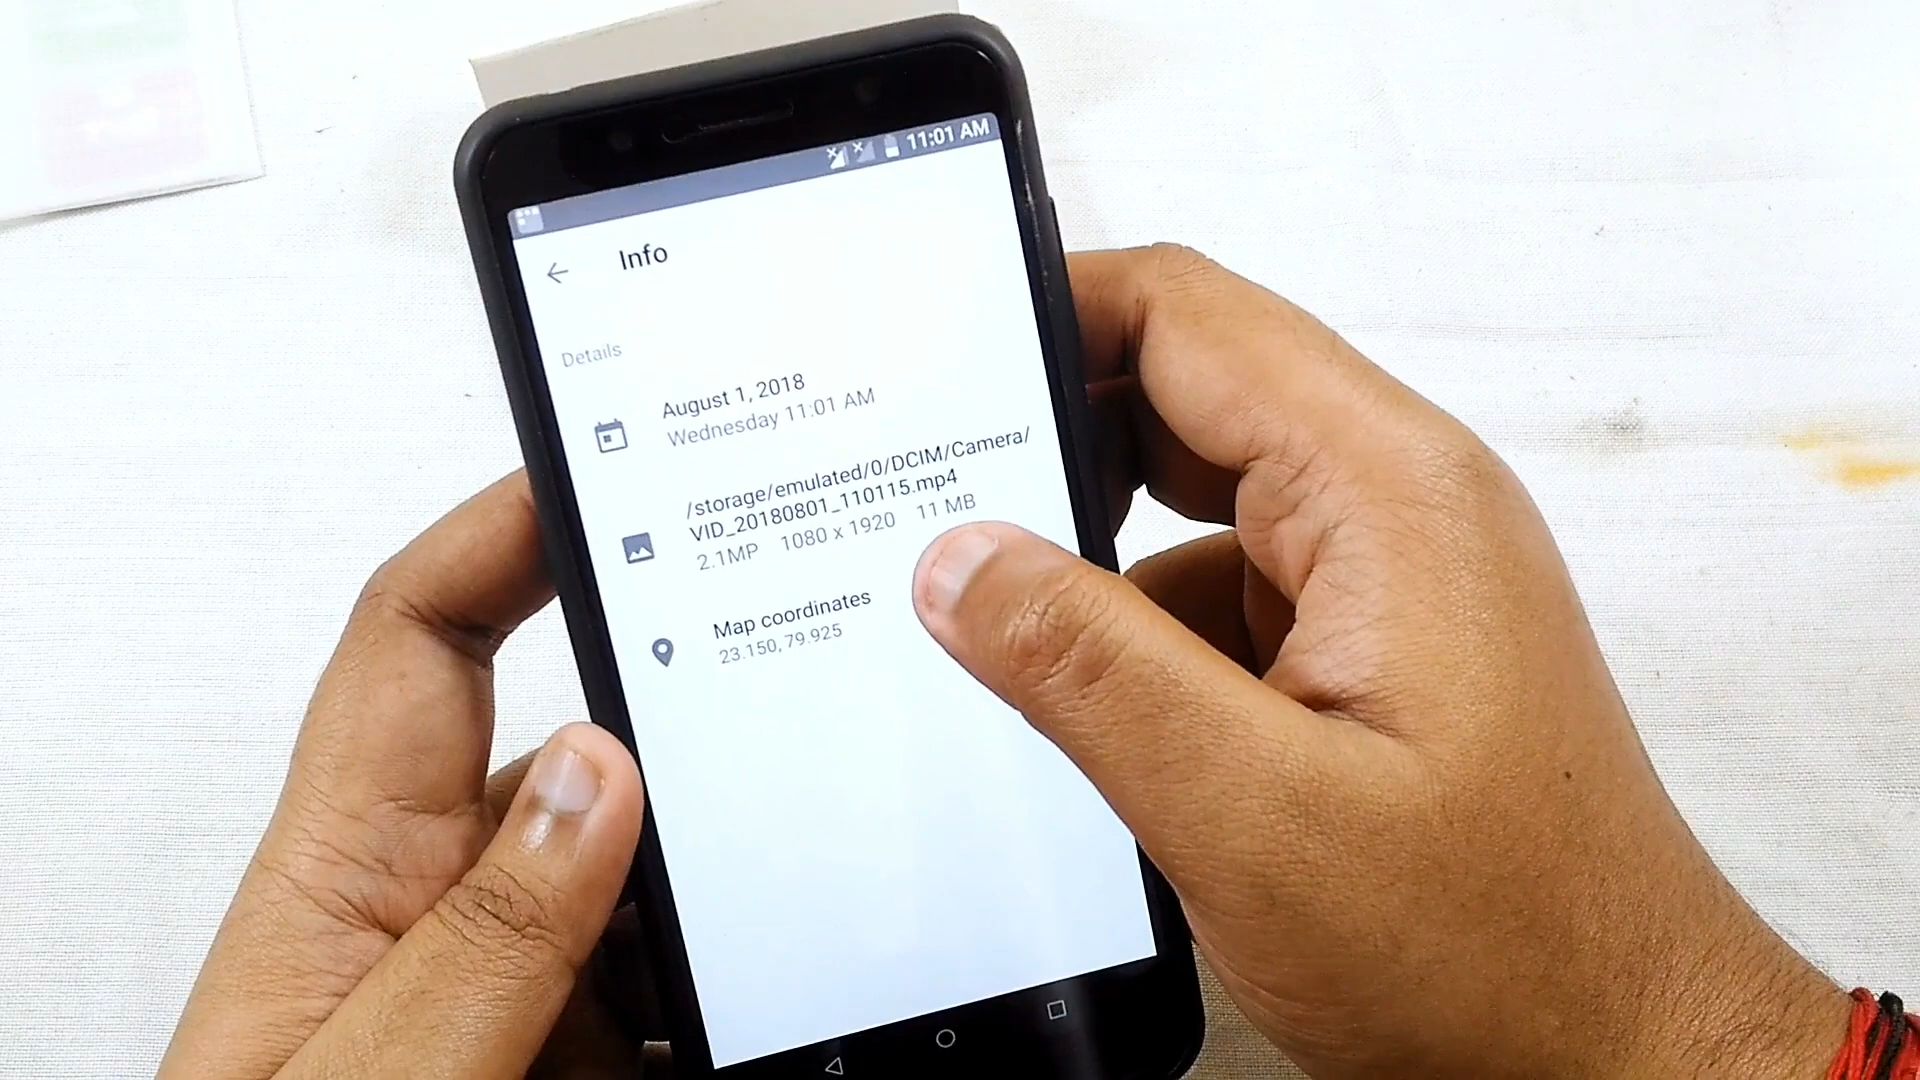 11:01 AM
Info
Details
August 1, 2018
Wednesday 11:01 AM
/storage/emulated/0/DCIM/Camera/
VID_20180801_110115.mp4
2.1MP 1080 x 1920 11 MB
Map coordinates
23.150, 79.925